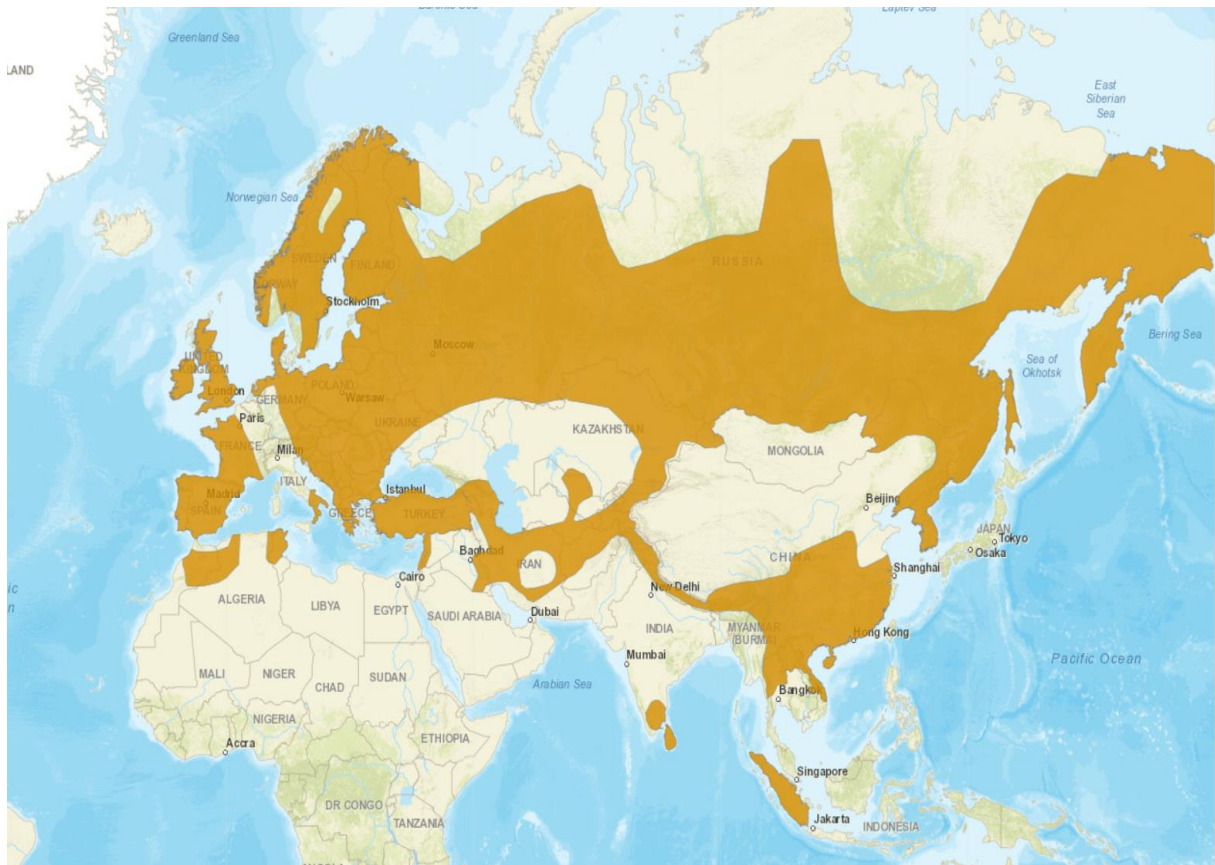 Laptev Sea
Greenland Sea
LAND
East
Siberian
Sea
Norwegian Sea
SWEDEN
FINLAND
NORWAY
RUSSIA
Stockholm
Bering Sea
Moscow
Sea of
Okhotsk
UNITED
KINGDOM
London
POLAND
Warsaw
GERMANY
Paris
UKRAINE
KAZAKHSTAN
FRANCE
Milan
MONGOLIA
ITALY
Istanbul
Beijing
Madrid
SPAIN
GREECE
TURKEY
JAPAN
Tokyo
Osaka
Baghdad
IRAN
CHINA
Shanghai
Cairo
New Delhi
ALGERIA
LIBYA
EGYPT
SAUDI ARABIA
Dubai
INDIA
MYANMAR
(BURMA)
Hong Kong
Mumbai
Pacific Ocean
MALI
NIGER
CHAD
SUDAN
Arabian Sea
Bangkok
NIGERIA
ETHIOPIA
Accra
Singapore
DR CONGO
TANZANIA
Jakarta
INDONESIA